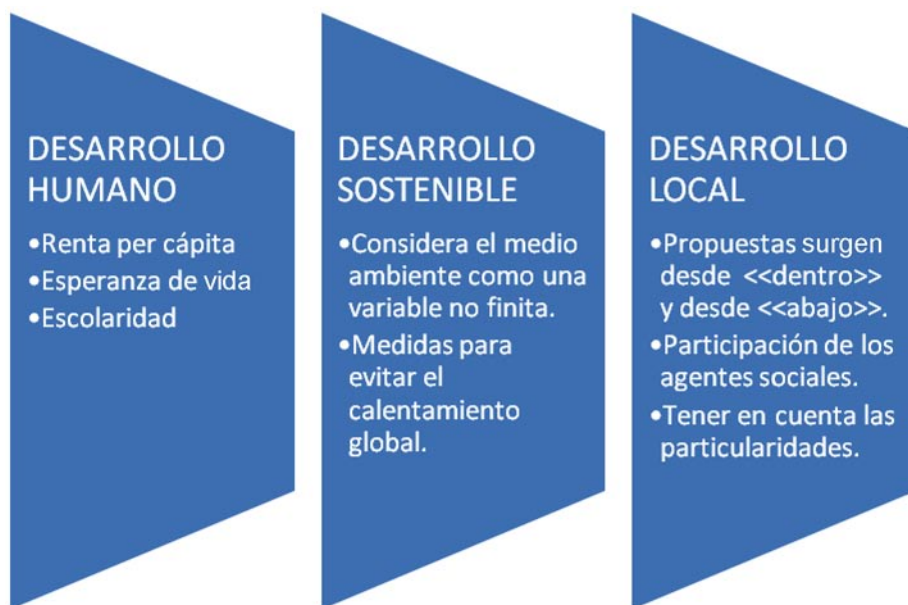 DESARROLLO
HUMANO
•Renta per cápita
•Esperanza de vida
•Escolaridad
DESARROLLO
SOSTENIBLE
•Considera el medio
ambiente como una
variable no finita.
•Medidas para
evitar el
calentamiento
global.
DESARROLLO
LOCAL
•Propuestas surgen
desde <<dentro>>
y desde <<abajo>>.
•Participación de los
agentes sociales.
•Tener en cuenta las
particularidades.